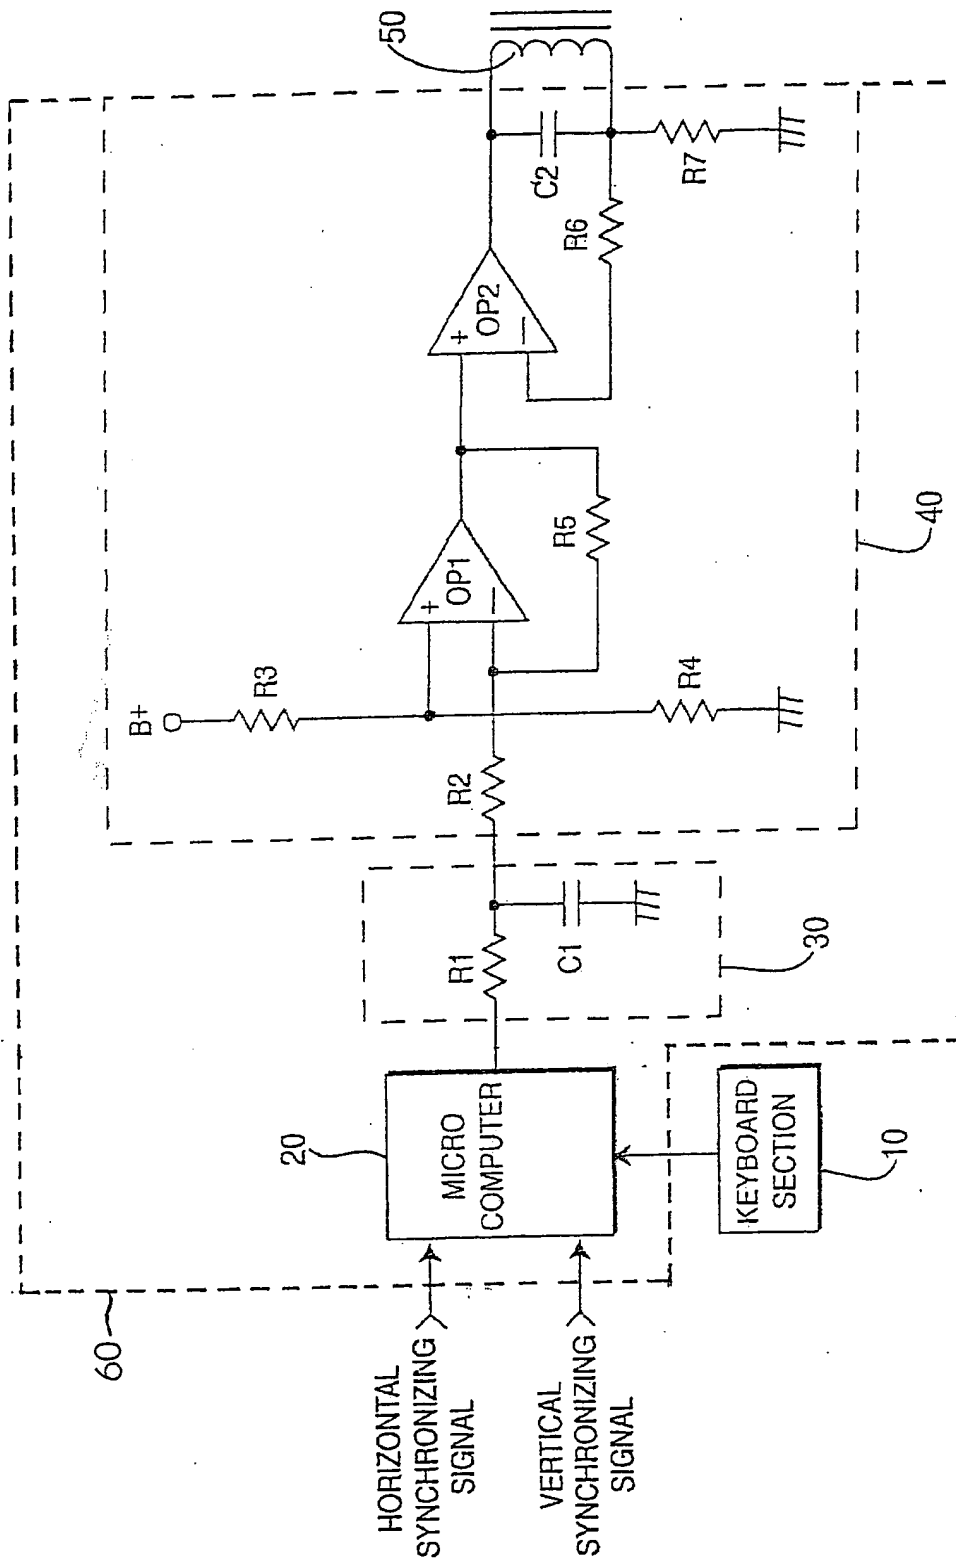 60
HORIZONTAL
SYNCHRONIZING
SIGNAL
VERTICAL
SYNCHRONIZING
SIGNAL
20
MICRO
COMPUTER
KEYBOARD
SECTION
10
R1
C1
30
R2
B+
R3
R4
+
OP1
−
R5
+
OP2
−
R6
C2
R7
40
50